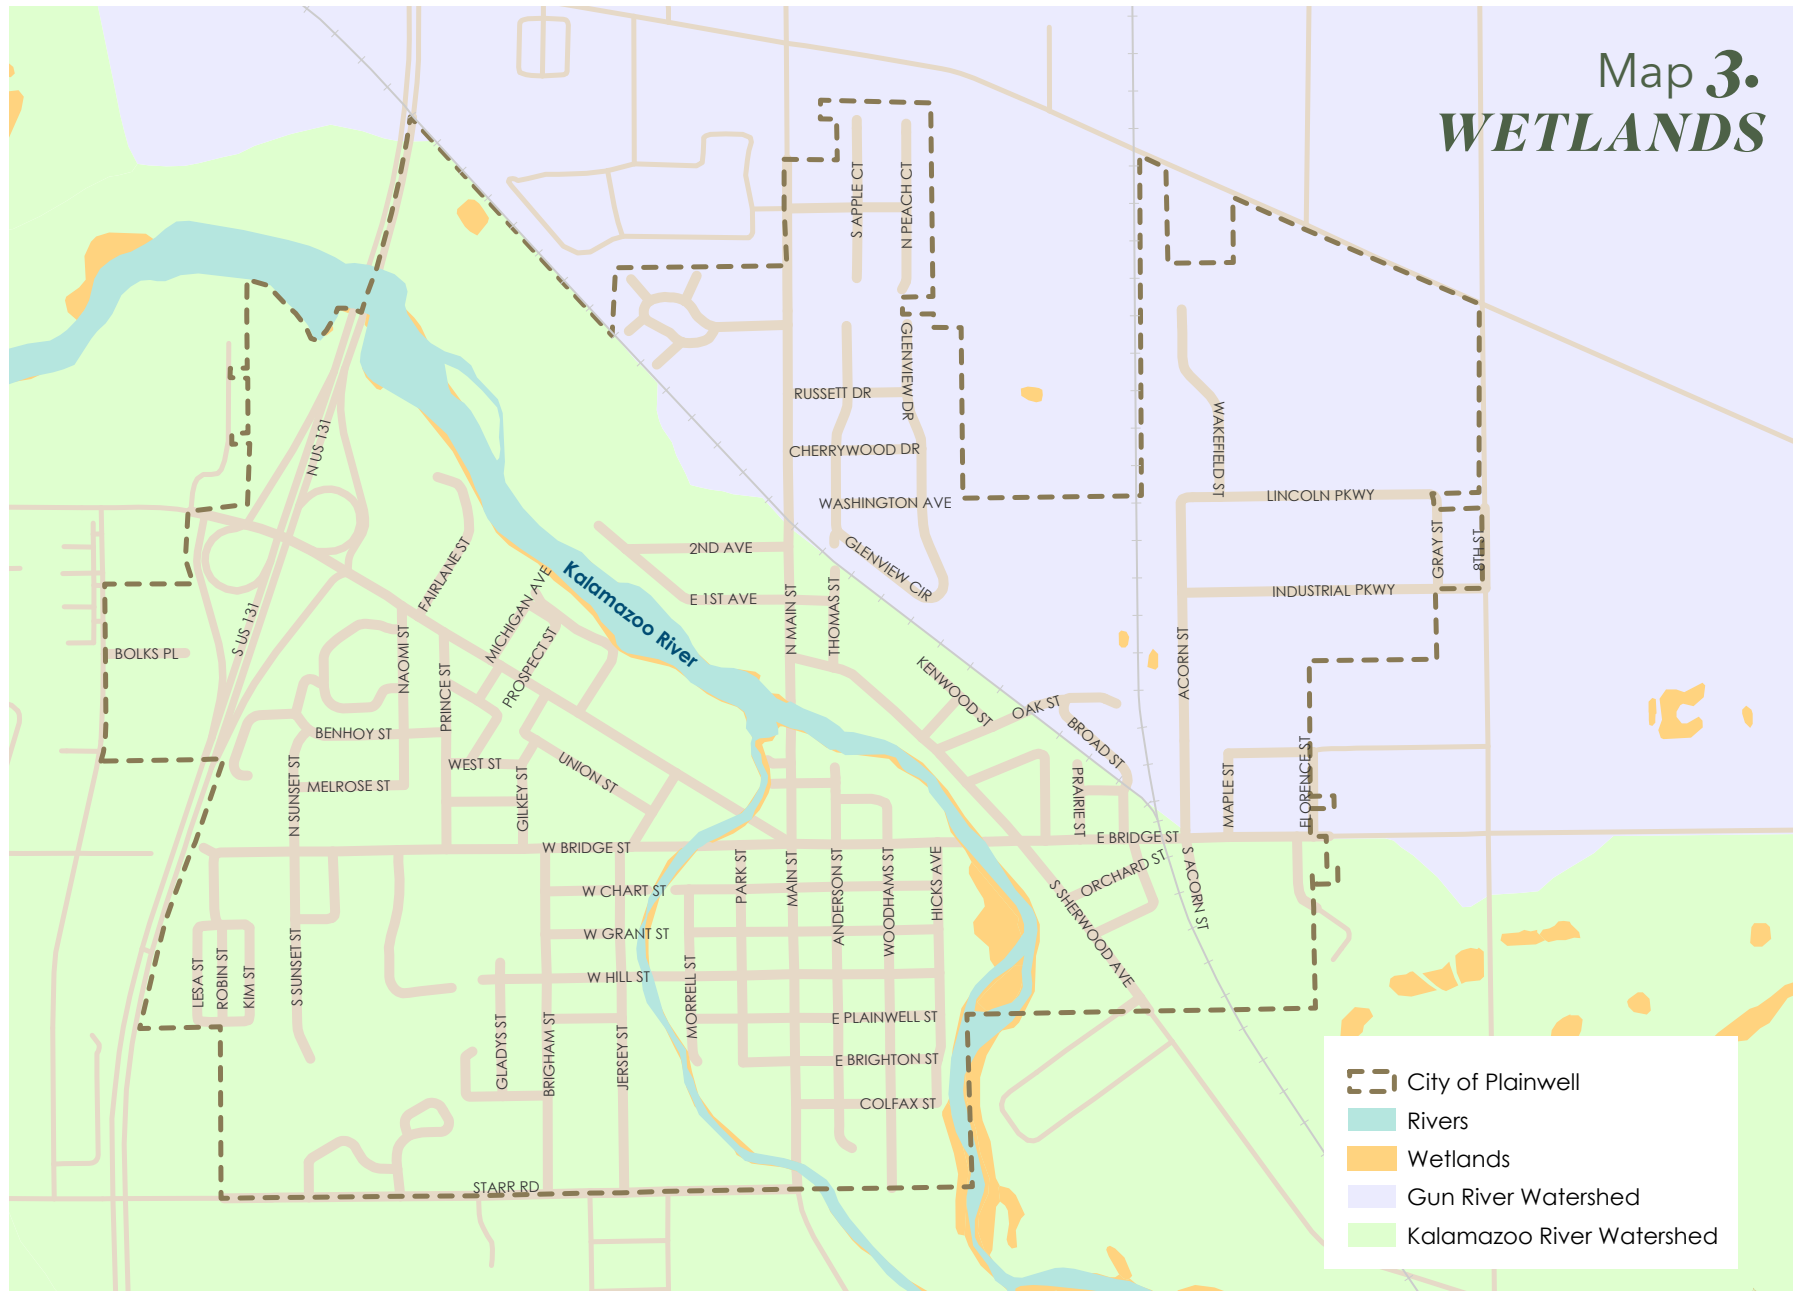 Map 3.
WETLANDS
S APPLE CT
N PEACH CT
GLENVIEW DR
RUSSETT DR
CHERRYWOOD DR
WASHINGTON AVE
GLENVIEW CIR
WAKEFIELD ST
LINCOLN PKWY
GRAY ST
8TH ST
INDUSTRIAL PKWY
N US 131
S US 131
FAIRLANE ST
MICHIGAN AVE
PROSPECT ST
Kalamazoo River
2ND AVE
E 1ST AVE
N MAIN ST
THOMAS ST
BOLKS PL
NAOMI ST
PRINCE ST
KENWOOD ST
OAK ST
BROAD ST
ACORN ST
BENHOY ST
WEST ST
UNION ST
MELROSE ST
N SUNSET ST
GILKEY ST
PRAIRIE ST
MAPLE ST
FLORENCE ST
W BRIDGE ST
E BRIDGE ST
W CHART ST
PARK ST
MAIN ST
ANDERSON ST
WOODHAMS ST
HICKS AVE
S SHERWOOD AVE
ORCHARD ST
S ACORN ST
W GRANT ST
W HILL ST
LESA ST
ROBIN ST
KIM ST
S SUNSET ST
MORRELL ST
GLADYS ST
BRIGHAM ST
JERSEY ST
E PLAINWELL ST
E BRIGHTON ST
COLFAX ST
STARR RD
City of Plainwell
Rivers
Wetlands
Gun River Watershed
Kalamazoo River Watershed